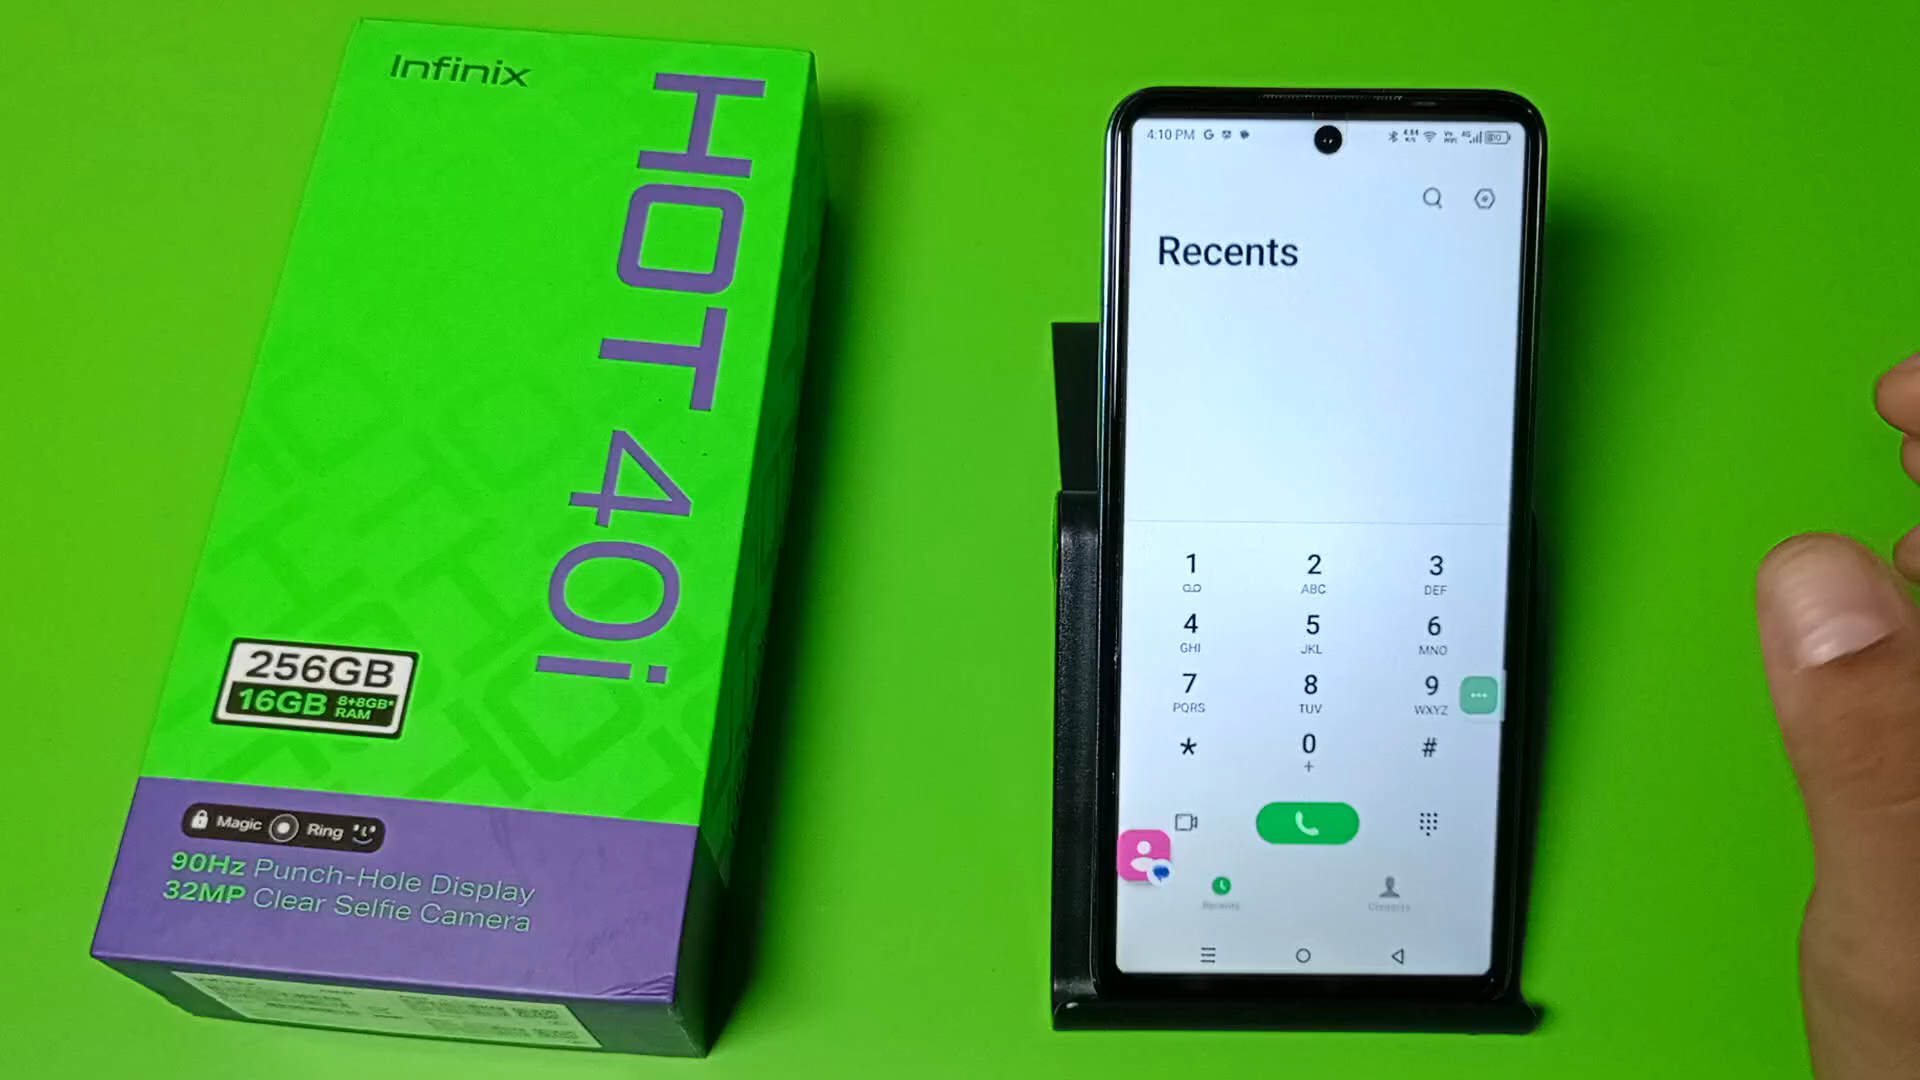 Infinix
HOT 40i
256GB
16GB 8+8GB*
RAM
Magic Ring
90Hz Punch-Hole Display
32MP Clear Selfie Camera
4:10 PM
Recents
1
2
ABC
3
DEF
4
GHI
5
JKL
6
MNO
7
PQRS
8
TUV
9
WXYZ
*
0
+
#
Recents
Contacts